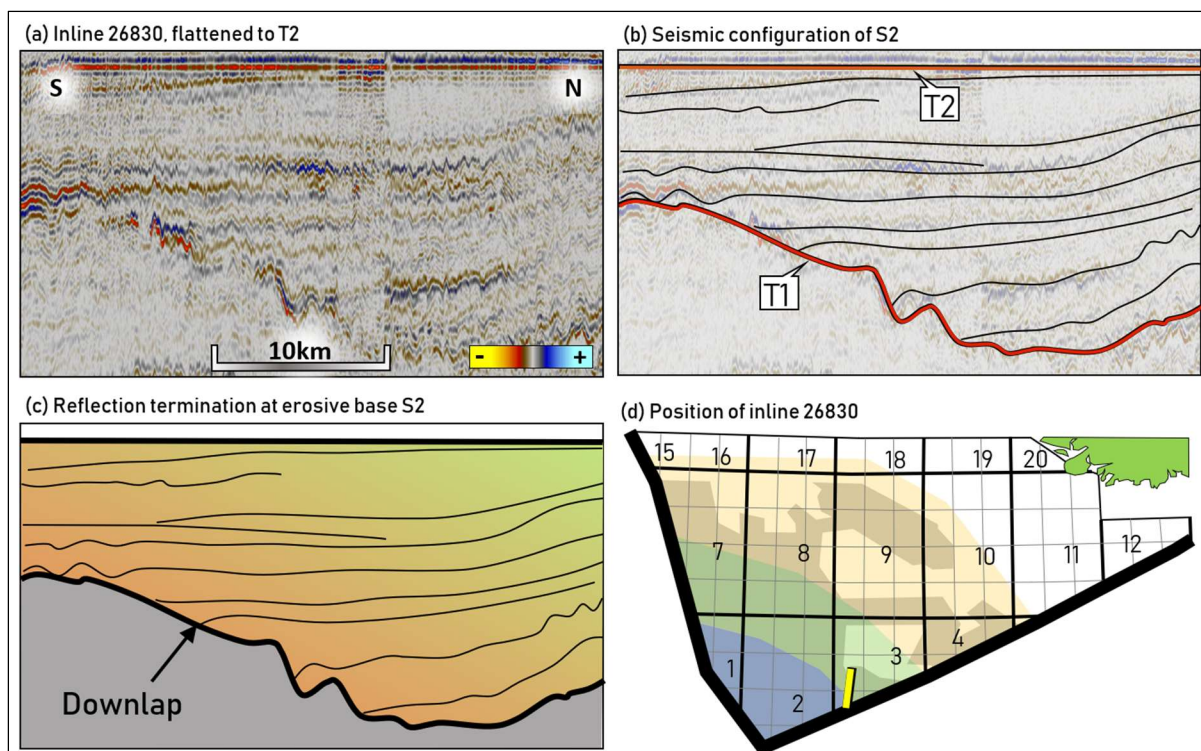 (a) Inline 26830, flattened to T2
S
N
10km
-
+
(b) Seismic configuration of S2
T2
T1
(c) Reflection termination at erosive base S2
Downlap
(d) Position of inline 26830
15 16 17 18 19 20
7 8 9 10 11 12
1 2 3 4